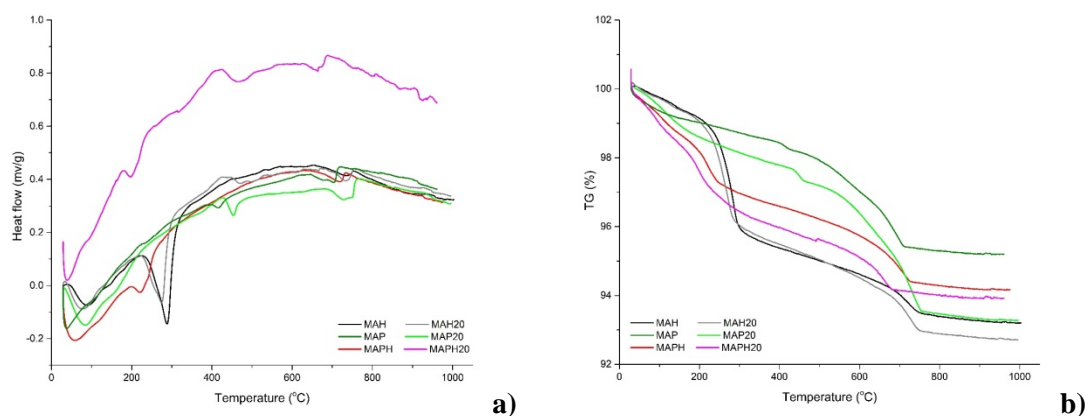 1.0
0.8
0.6
0.4
0.2
0.0
-0.2
Heat flow (mv/g)
MAH MAH20
MAP MAP20
MAPH MAPH20
0 200 400 600 800 1000
Temperature (°C)
a)
102
100
98
96
94
92
TG (%)
MAH MAH20
MAP MAP20
MAPH MAPH20
0 200 400 600 800 1000
Temperature (°C)
b)